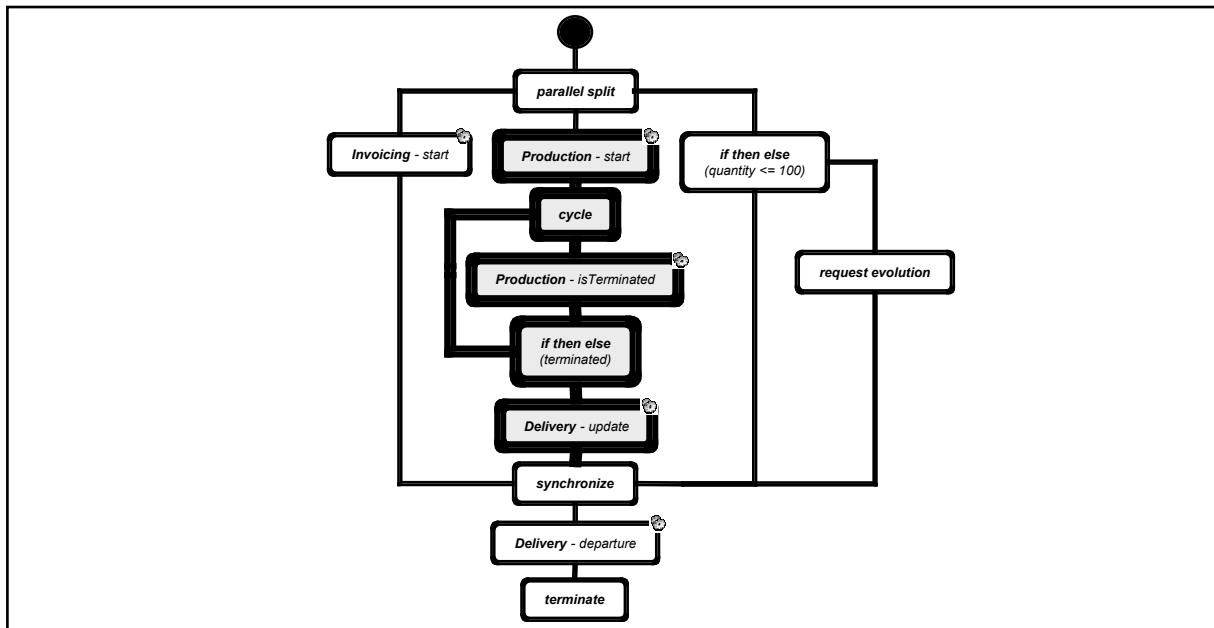 parallel split
Invoicing - start
Production - start
if then else
(quantity <= 100)
cycle
Production - isTerminated
request evolution
if then else
(terminated)
Delivery - update
synchronize
Delivery - departure
terminate